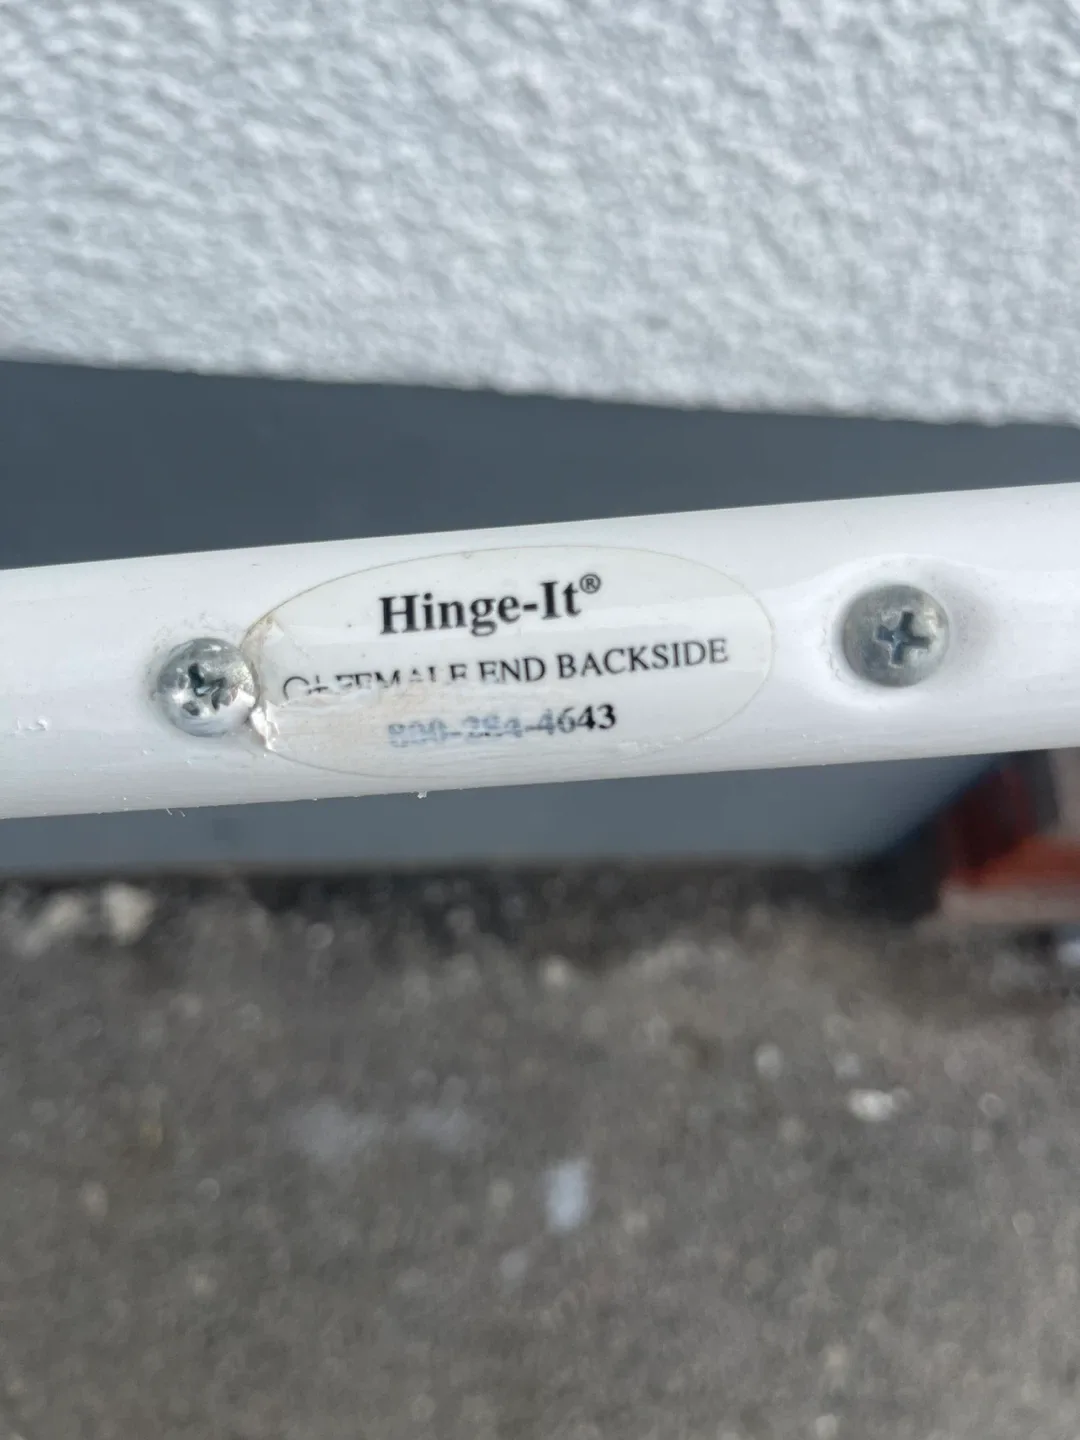 Hinge-It®
FEMALE END BACKSIDE
800-284-4643